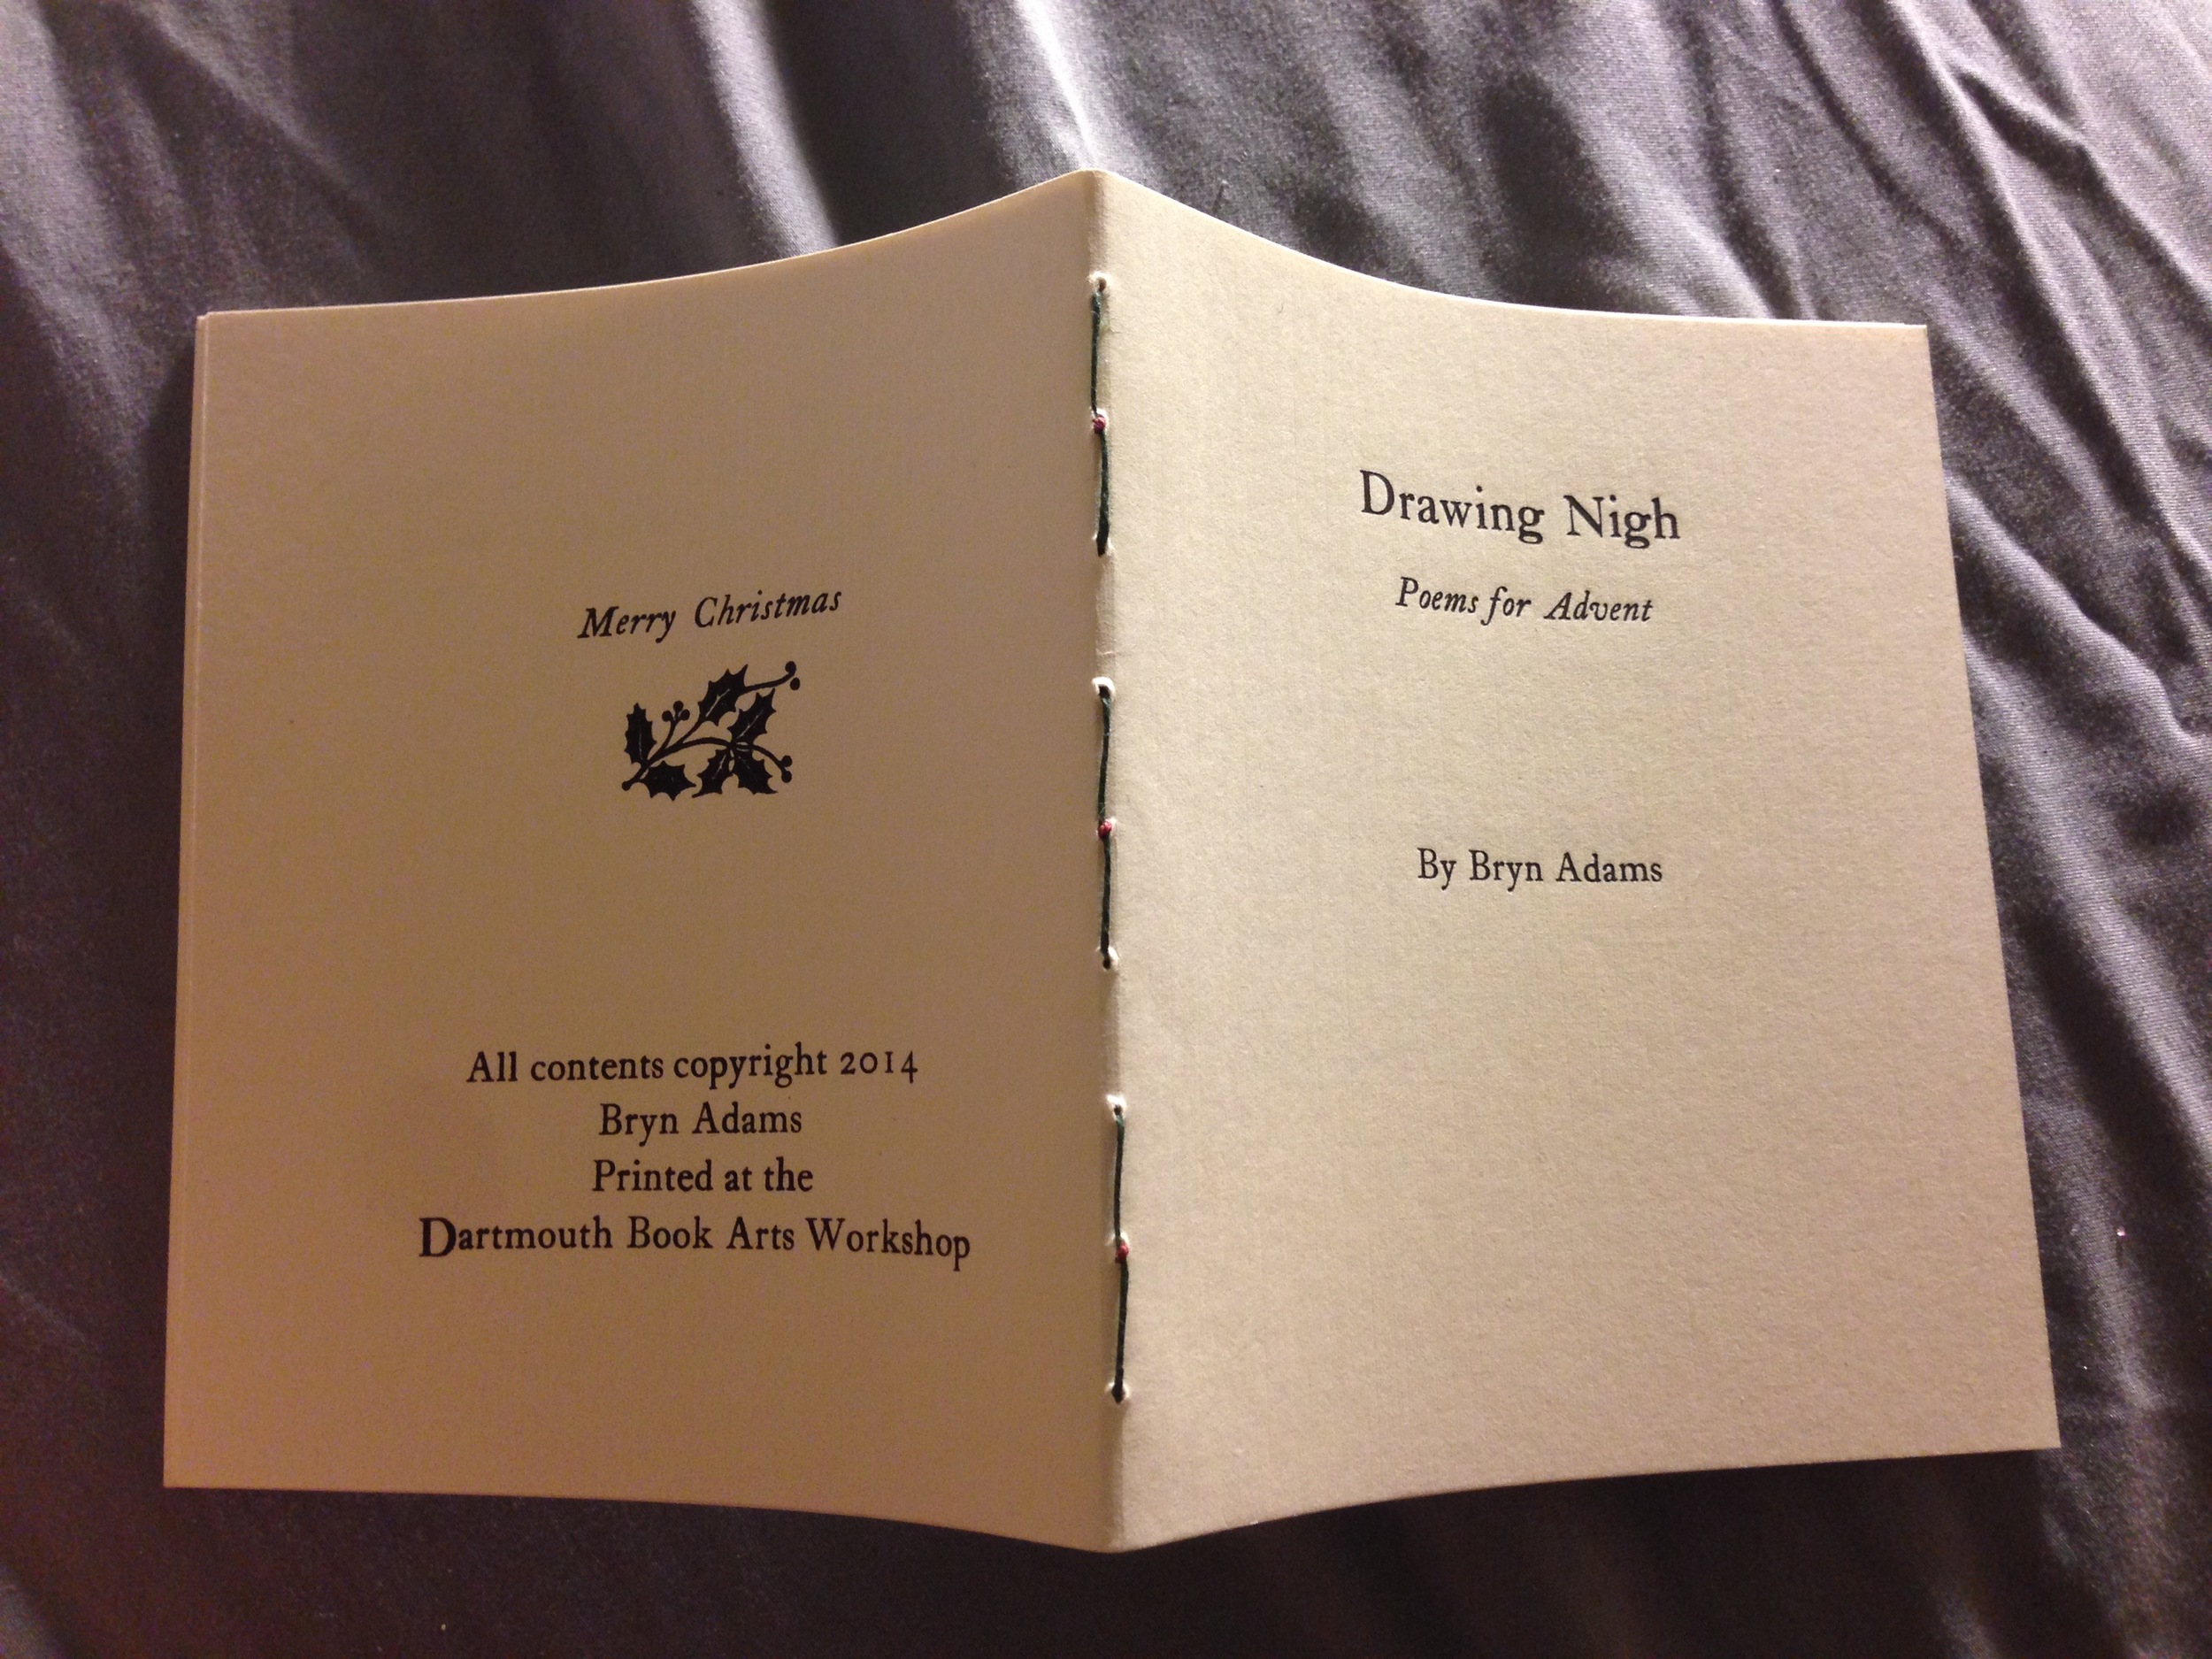 Merry Christmas
All contents copyright 2014
Bryn Adams
Printed at the
Dartmouth Book Arts Workshop
Drawing Nigh
Poems for Advent
By Bryn Adams